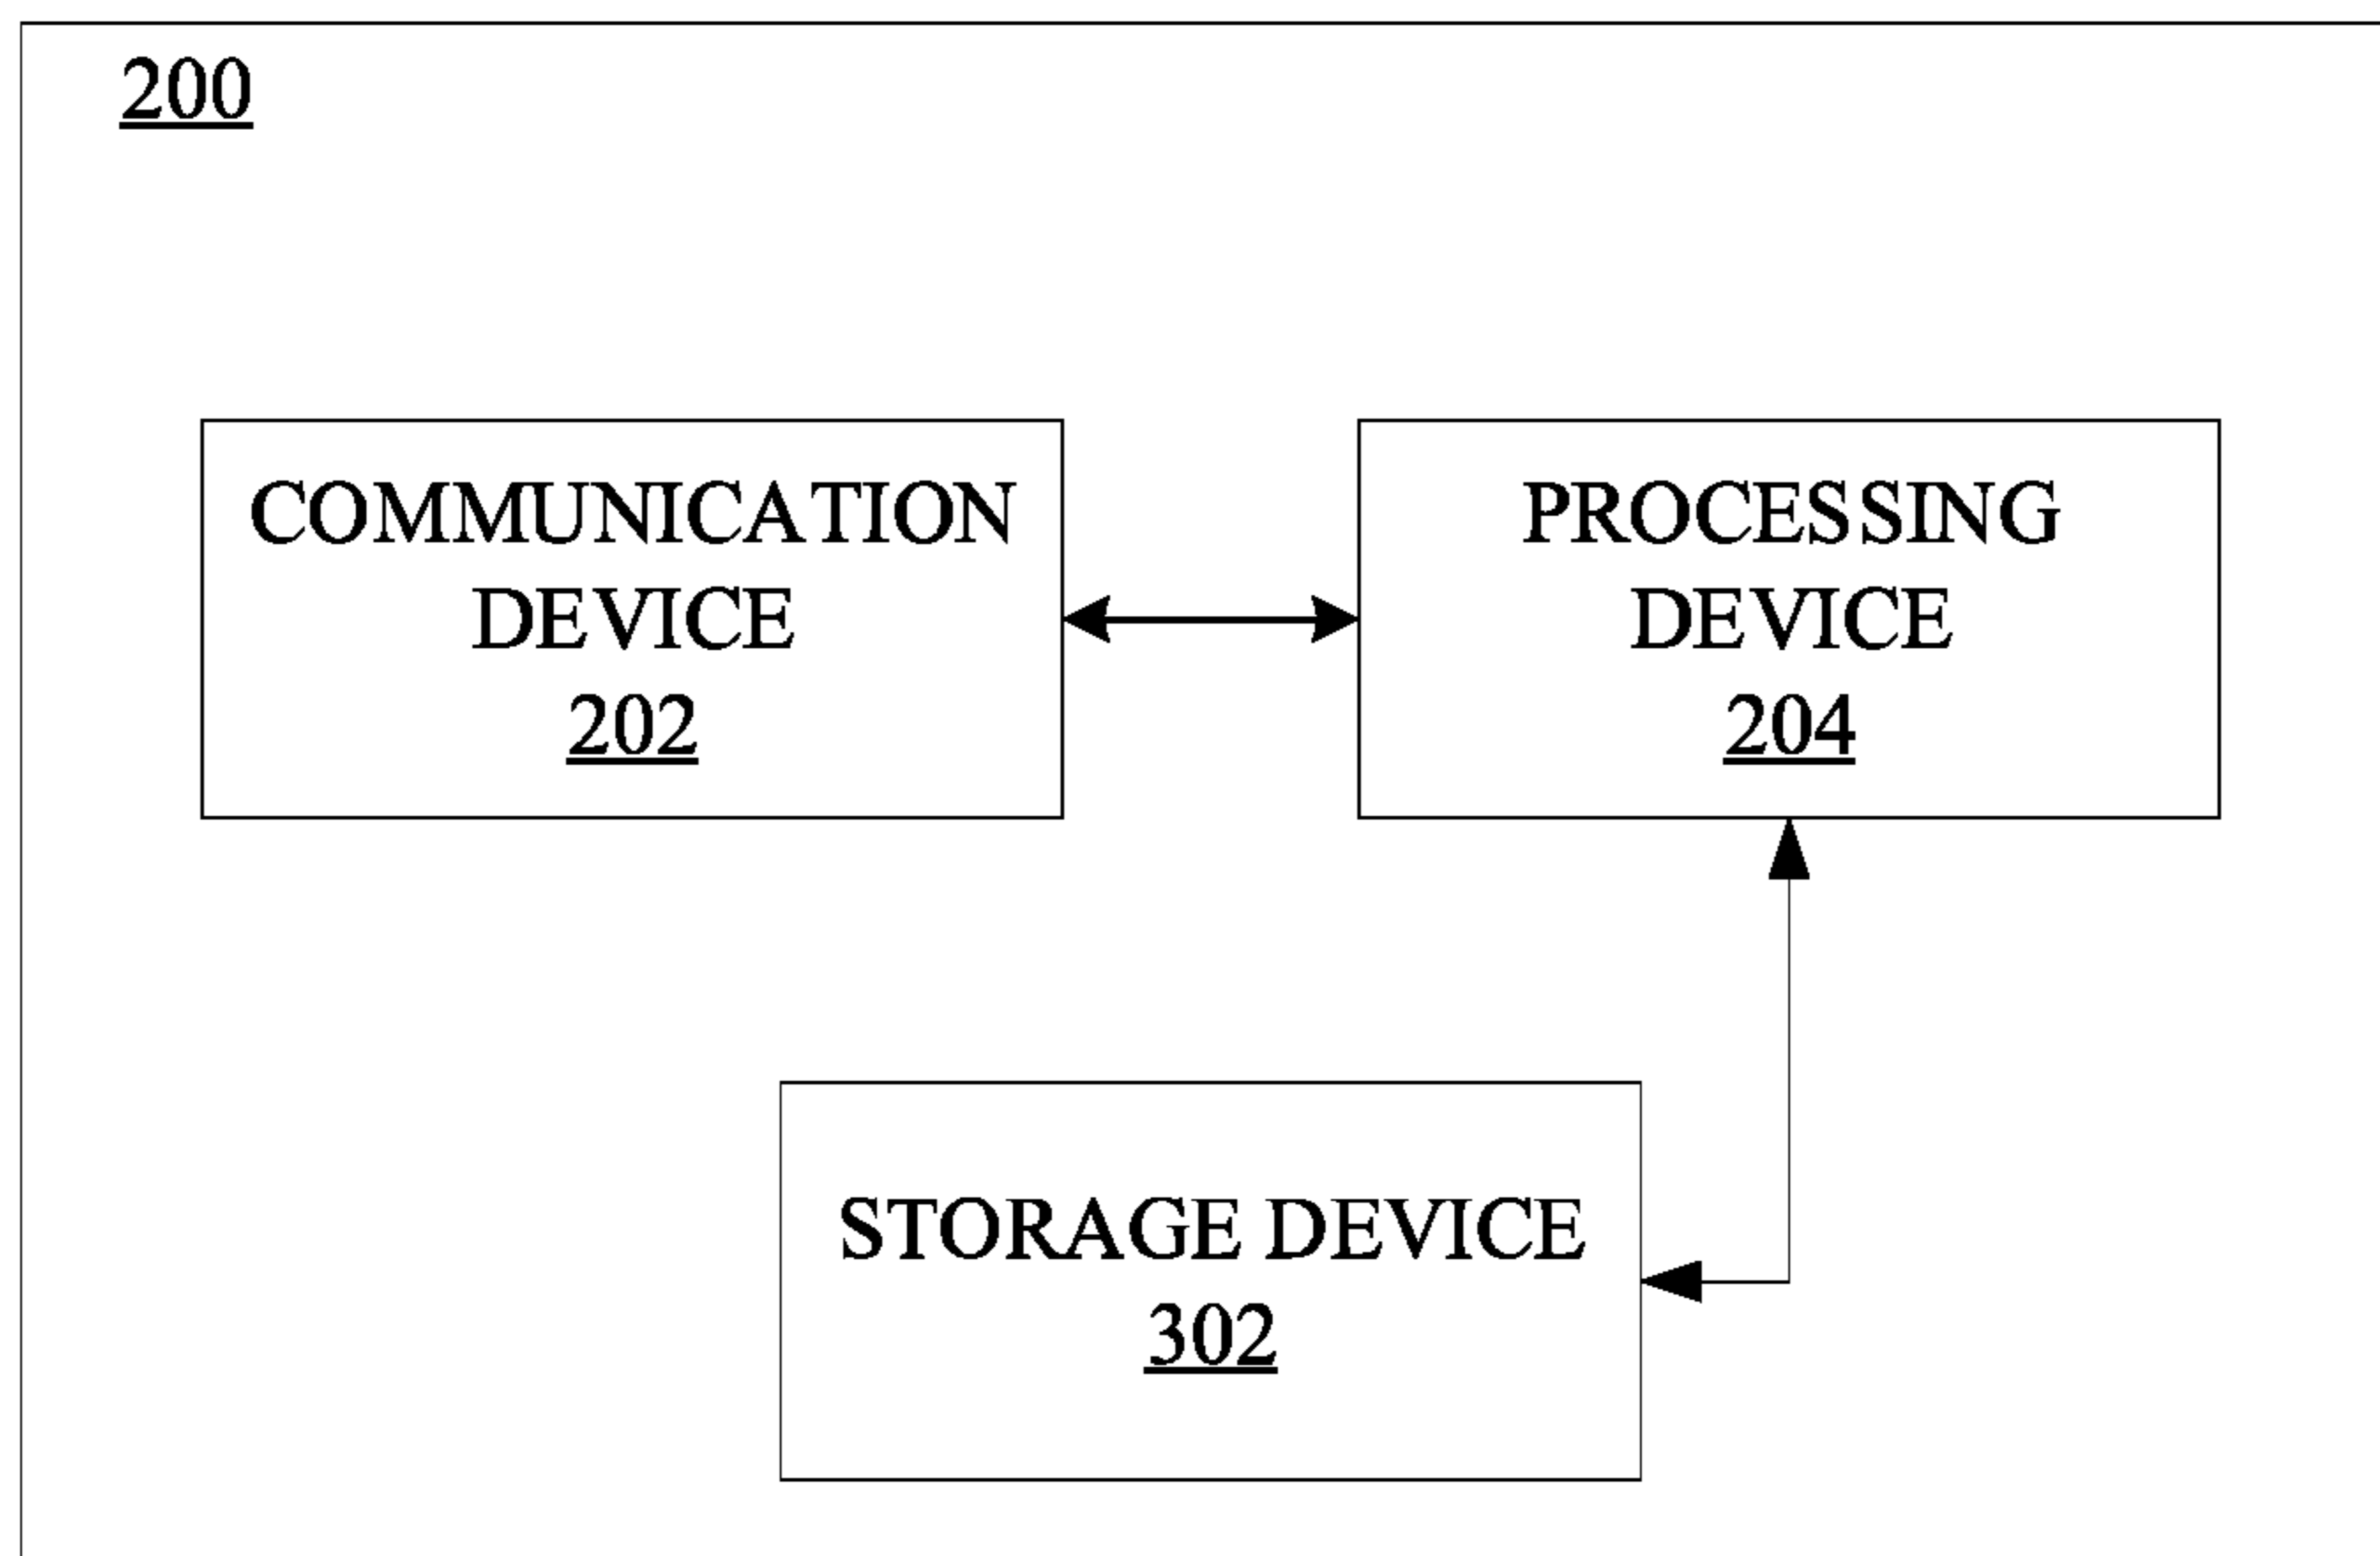 200
COMMUNICATION
DEVICE
202
PROCESSING
DEVICE
204
STORAGE DEVICE
302